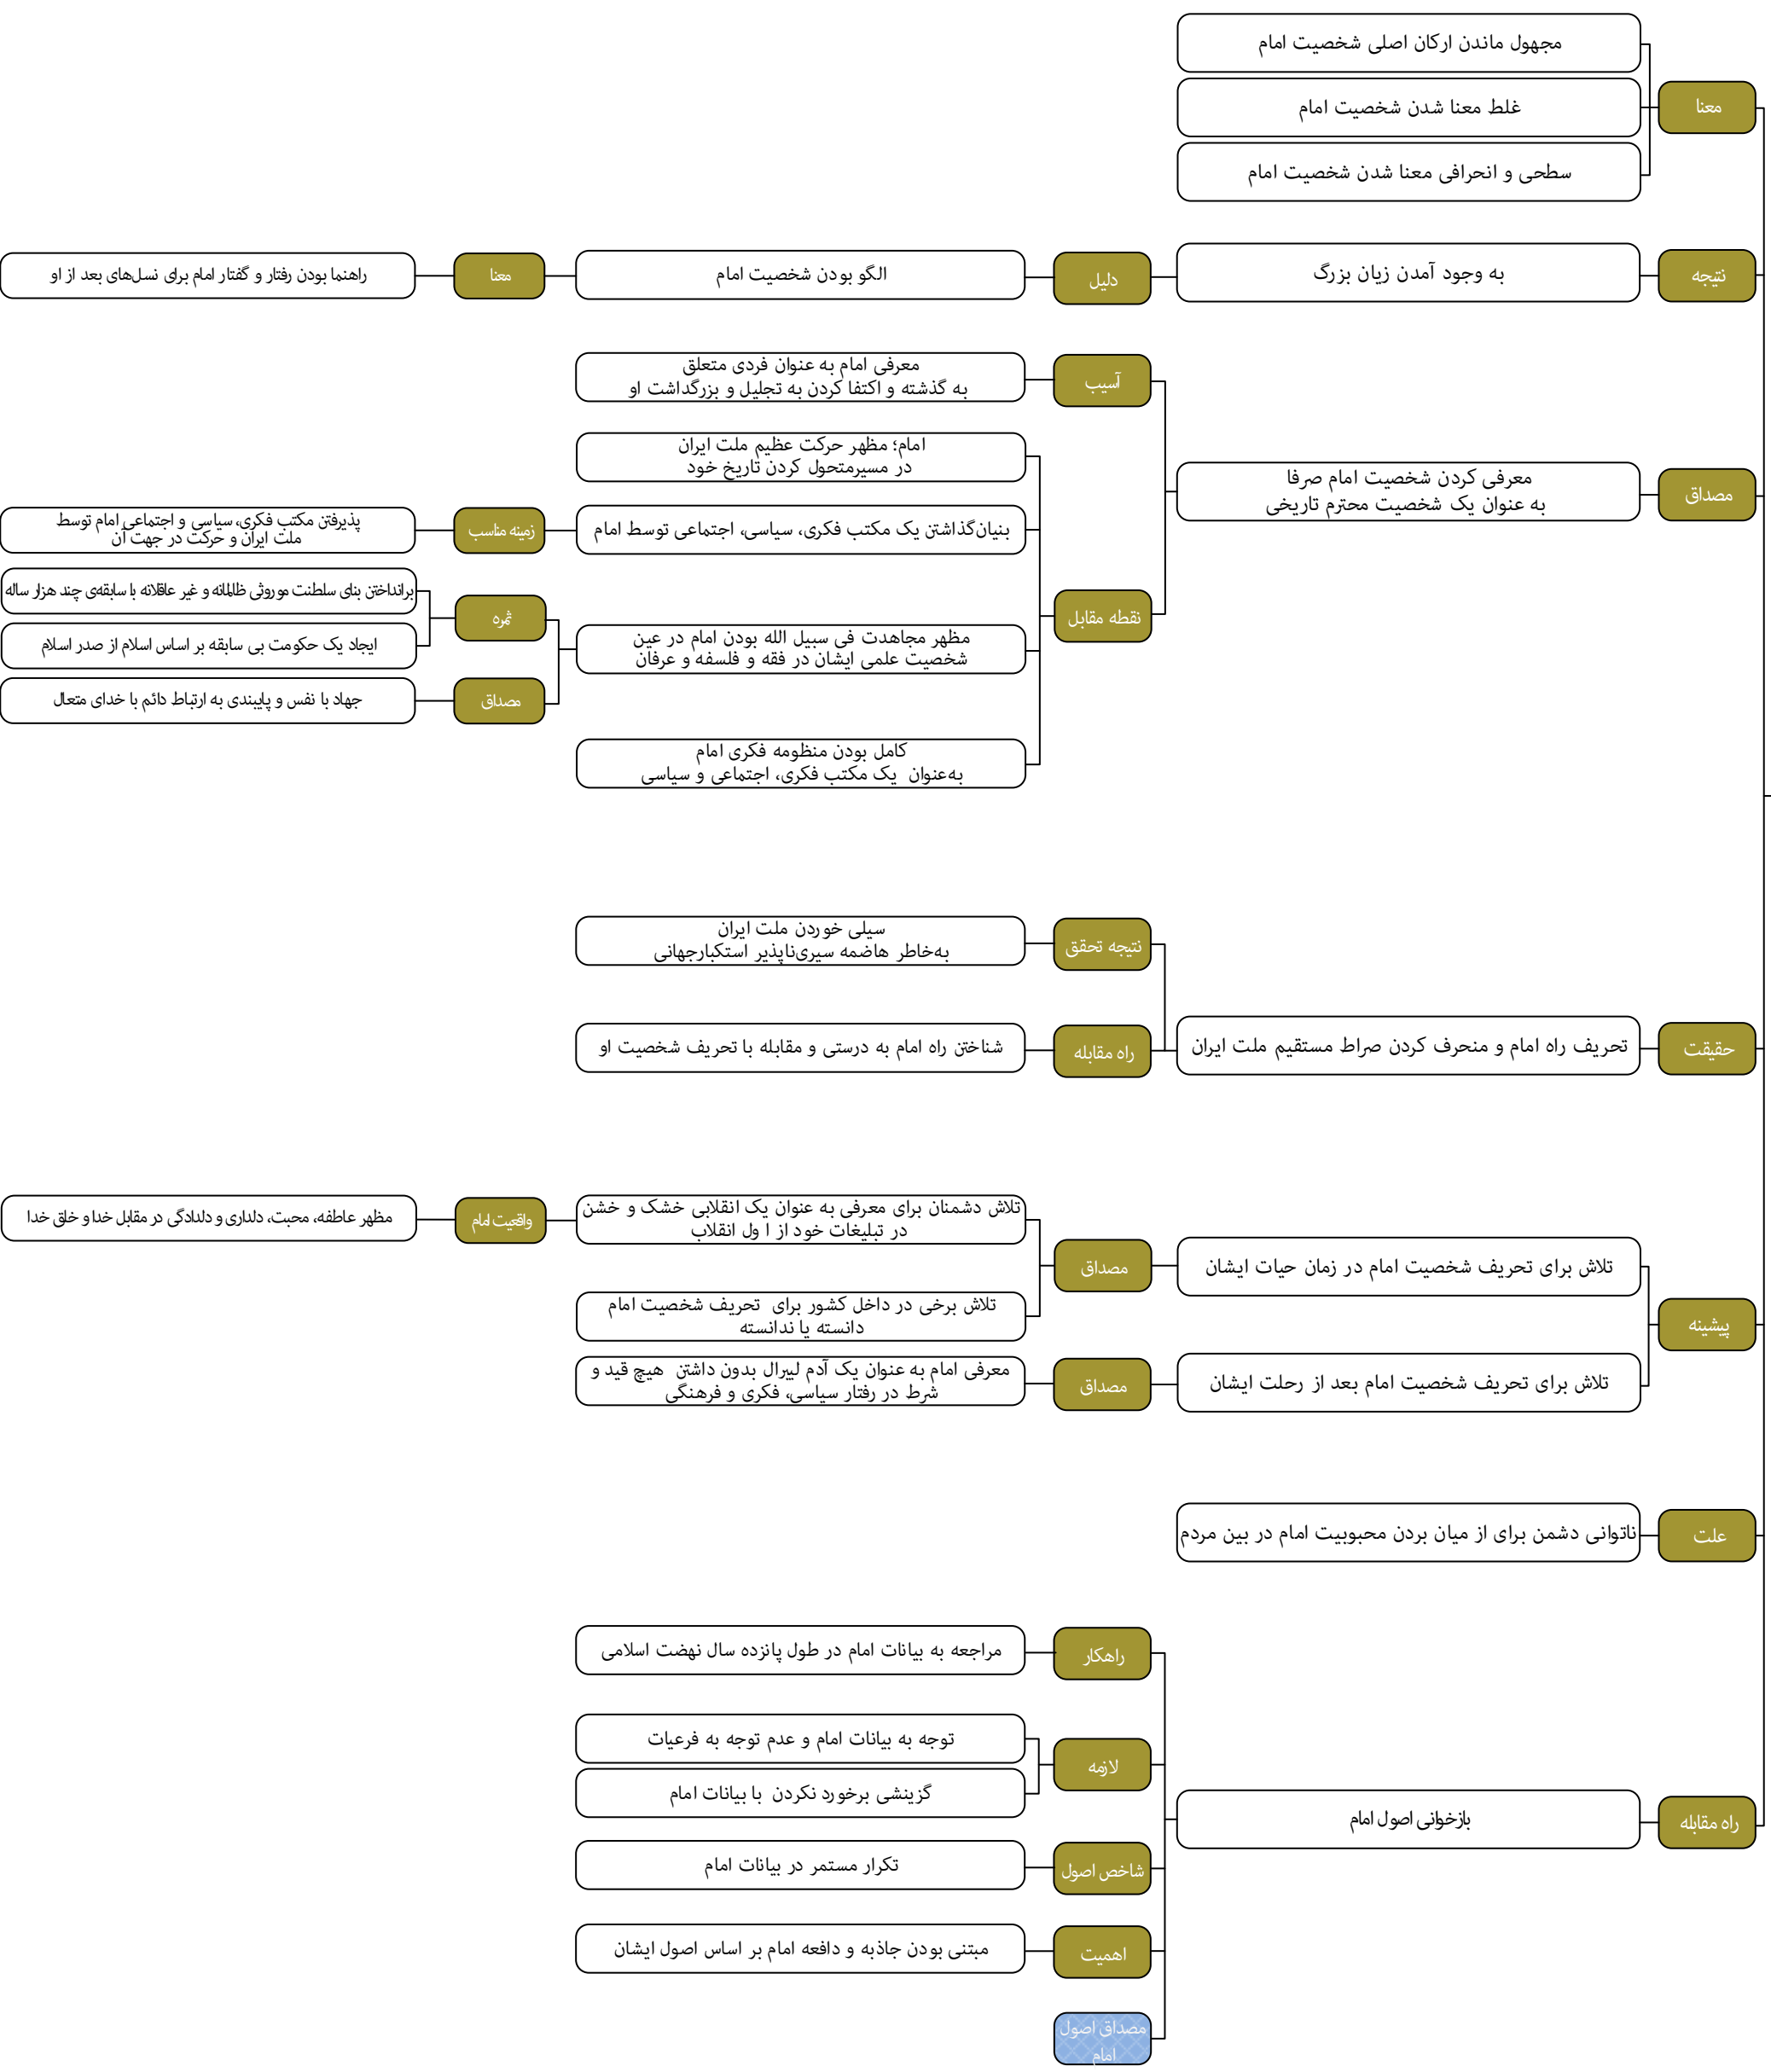 معنا
مجهول ماندن ارکان اصلی شخصیت امام
غلط معنا شدن شخصیت امام
سطحی و انحرافی معنا شدن شخصیت امام
نتیجه
به وجود آمدن زیان بزرگ
دلیل
الگو بودن شخصیت امام
معنا
راهنما بودن رفتار و گفتار امام برای نسل‌های بعد از او
مصداق
معرفی کردن شخصیت امام صرفا
به عنوان یک شخصیت محترم تاریخی
آسیب
معرفی امام به عنوان فردی متعلق
به گذشته و اکتفا کردن به تجلیل و بزرگداشت او
نقطه مقابل
امام؛ مظهر حرکت عظیم ملت ایران
در مسیرمتحول کردن تاریخ خود
بنیان‌گذاشتن یک مکتب فکری، سیاسی، اجتماعی توسط امام
زمینه مناسب
پذیرفتن مکتب فکری، سیاسی و اجتماعی امام توسط
ملت ایران و حرکت در جهت آن
مظهر مجاهدت فی سبیل الله بودن امام در عین
شخصیت علمی ایشان در فقه و فلسفه و عرفان
ثمره
برانداختن بنای سلطنت موروثی ظالمانه و غیر عاقلانه با سابقه‌ی چند هزار ساله
ایجاد یک حکومت بی سابقه بر اساس اسلام از صدر اسلام
مصداق
جهاد با نفس و پایبندی به ارتباط دائم با خدای متعال
کامل بودن منظومه فکری امام
به‌عنوان یک مکتب فکری، اجتماعی و سیاسی
حقیقت
تحریف راه امام و منحرف کردن صراط مستقیم ملت ایران
نتیجه تحقق
سیلی خوردن ملت ایران
به‌خاطر هاضمه سیری‌ناپذیر استکبارجهانی
راه مقابله
شناختن راه امام به درستی و مقابله با تحریف شخصیت او
پیشینه
تلاش برای تحریف شخصیت امام در زمان حیات ایشان
مصداق
تلاش دشمنان برای معرفی به عنوان یک انقلابی خشک و خشن
در تبلیغات خود از ا ول انقلاب
واقعیت امام
مظهر عاطفه، محبت، دلداری و دلدادگی در مقابل خدا و خلق خدا
تلاش برخی در داخل کشور برای تحریف شخصیت امام
دانسته یا ندانسته
تلاش برای تحریف شخصیت امام بعد از رحلت ایشان
مصداق
معرفی امام به عنوان یک آدم لیبرال بدون داشتن هیچ قید و
شرط در رفتار سیاسی، فکری و فرهنگی
علت
ناتوانی دشمن برای از میان بردن محبوبیت امام در بین مردم
راه مقابله
بازخوانی اصول امام
راهکار
مراجعه به بیانات امام در طول پانزده سال نهضت اسلامی
لازمه
توجه به بیانات امام و عدم توجه به فرعیات
گزینشی برخورد نکردن با بیانات امام
شاخص اصول
تکرار مستمر در بیانات امام
اهمیت
مبتنی بودن جاذبه و دافعه امام بر اساس اصول ایشان
مصداق اصول
امام